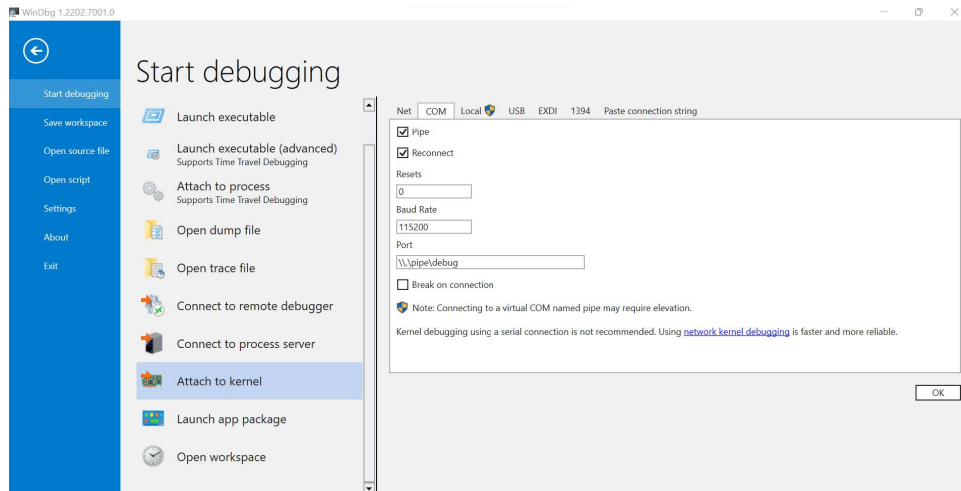 WinDbg 1.2202.7001.0
Start debugging
Save workspace
Open source file
Open script
Settings
About
Exit
Start debugging
Launch executable
Launch executable (advanced)
Supports Time Travel Debugging
Attach to process
Supports Time Travel Debugging
Open dump file
Open trace file
Connect to remote debugger
Connect to process server
Attach to kernel
Launch app package
Open workspace
Net COM Local USB EXDI 1394 Paste connection string
Pipe
Reconnect
Resets
0
Baud Rate
115200
Port
\\.\pipe\debug
Break on connection
Note: Connecting to a virtual COM named pipe may require elevation.
Kernel debugging using a serial connection is not recommended. Using network kernel debugging is faster and more reliable.
OK